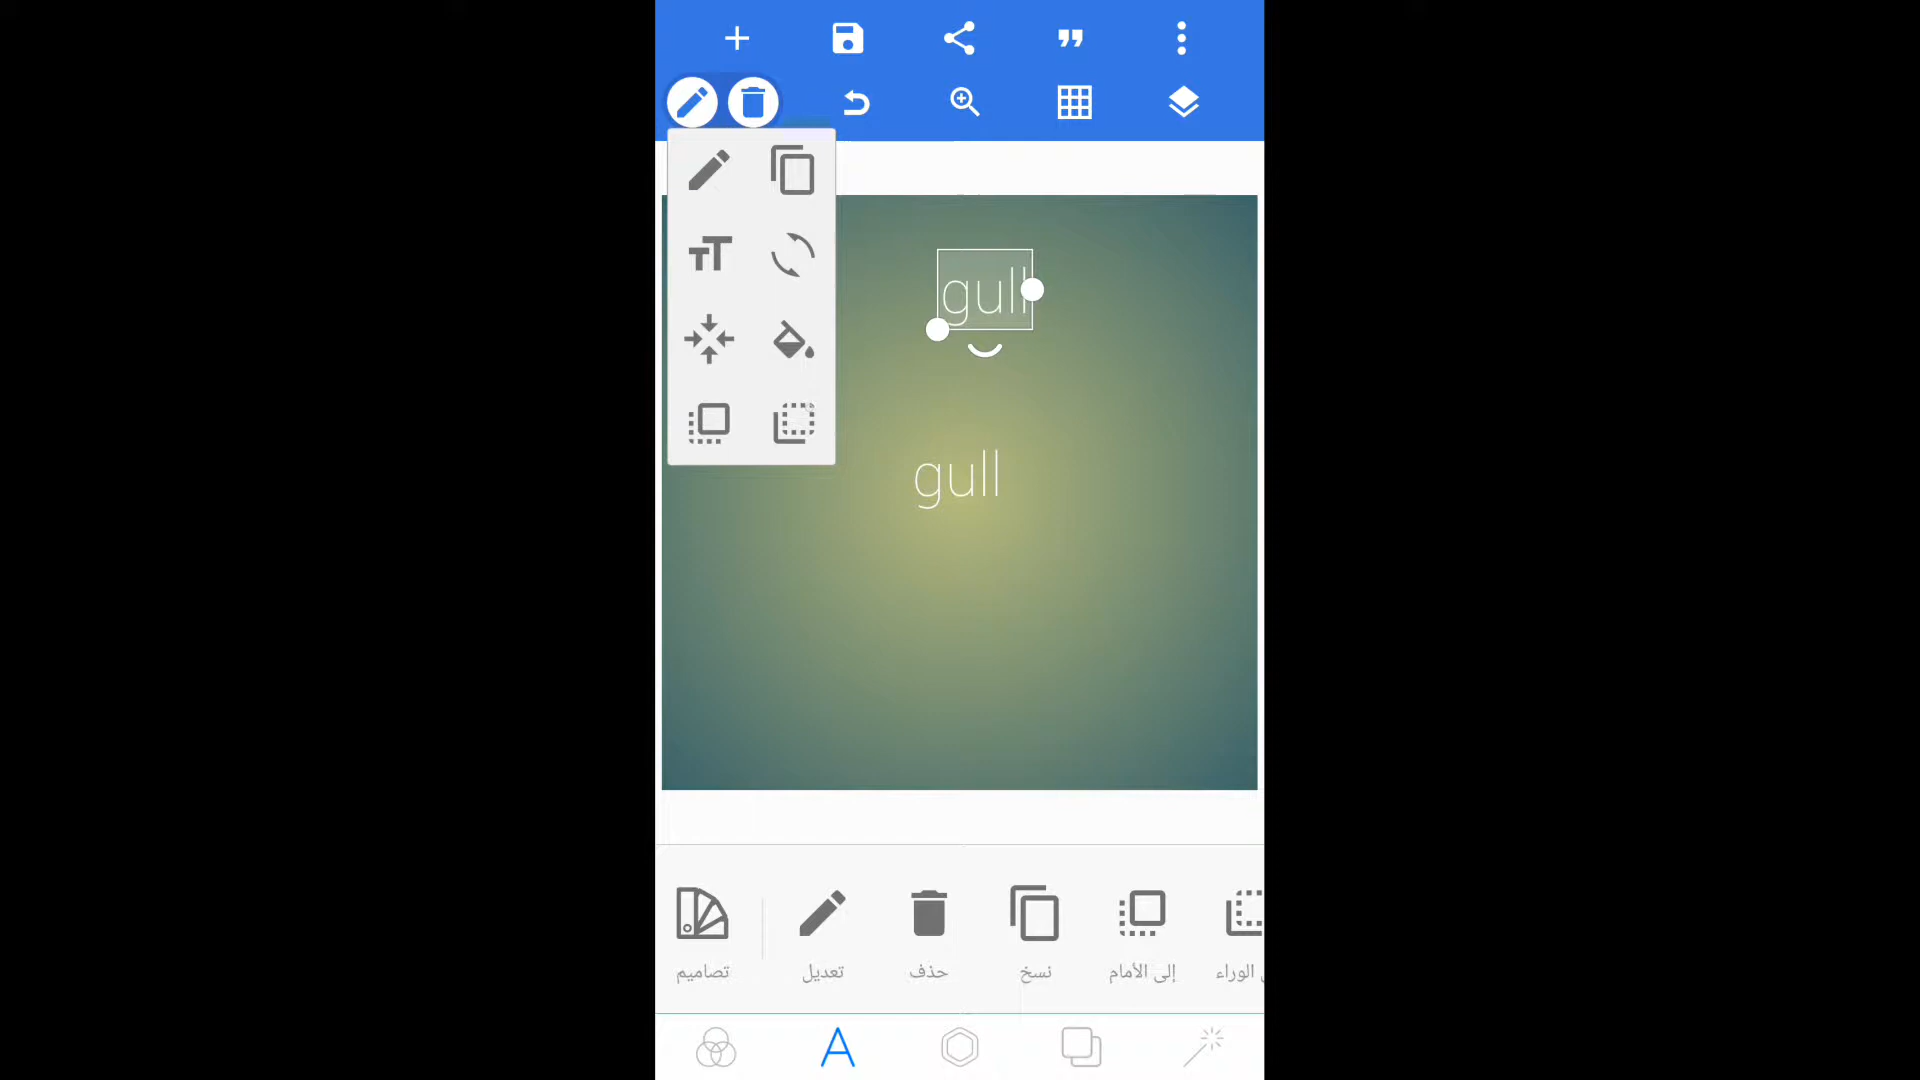 gull
gull
تصاميم
تعديل
حذف
نسخ
إلى الأمام
الوراء